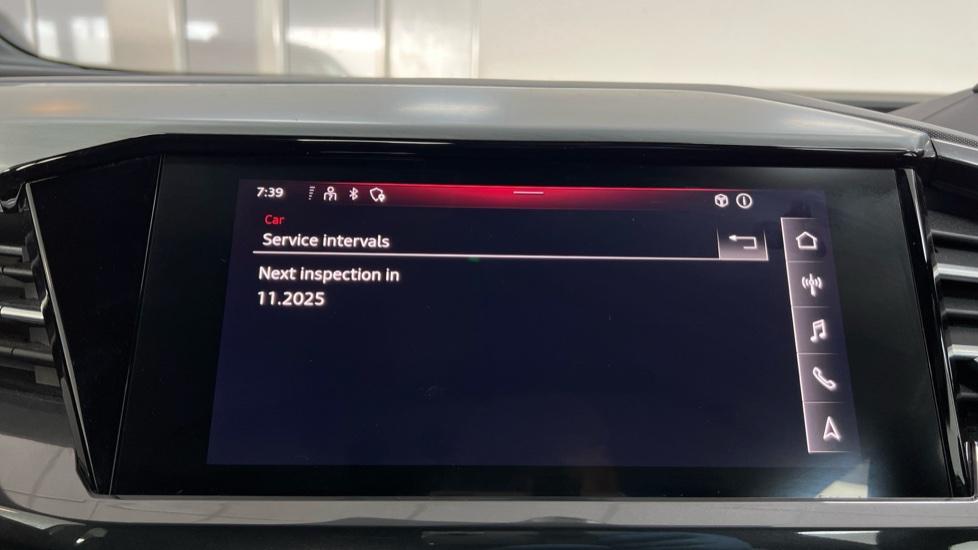 7:39
Car
Service intervals
Next inspection in
11.2025